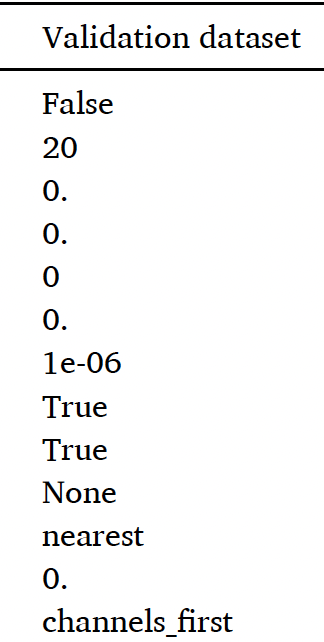 Validation dataset
False
20
0.
0.
0
0.
1e-06
True
True
None
nearest
0.
channels_first